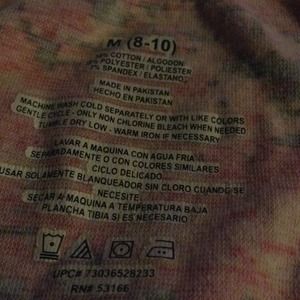 M (8-10)
COTTON / ALGODON
POLYESTER / POLIESTER
SPANDEX / ELASTANO
MADE IN PAKISTAN
HECHO EN PAKISTAN
MACHINE WASH COLD SEPARATELY OR WITH LIKE COLORS
GENTLE CYCLE - ONLY NON CHLORINE BLEACH WHEN NEEDED
TUMBLE DRY LOW - WARM IRON IF NECESSARY
LAVAR A MAQUINA CON AGUA FRIA
SEPARADAMENTE O CON COLORES SIMILARES
CICLO DELICADO
USAR SOLAMENTE BLANQUEADOR SIN CLORO CUANDO SE
NECESITE
SECAR A MAQUINA A TEMPERATURA BAJA
PLANCHA TIBIA SI ES NECESARIO
UPC# 73036528233
RN# 53166